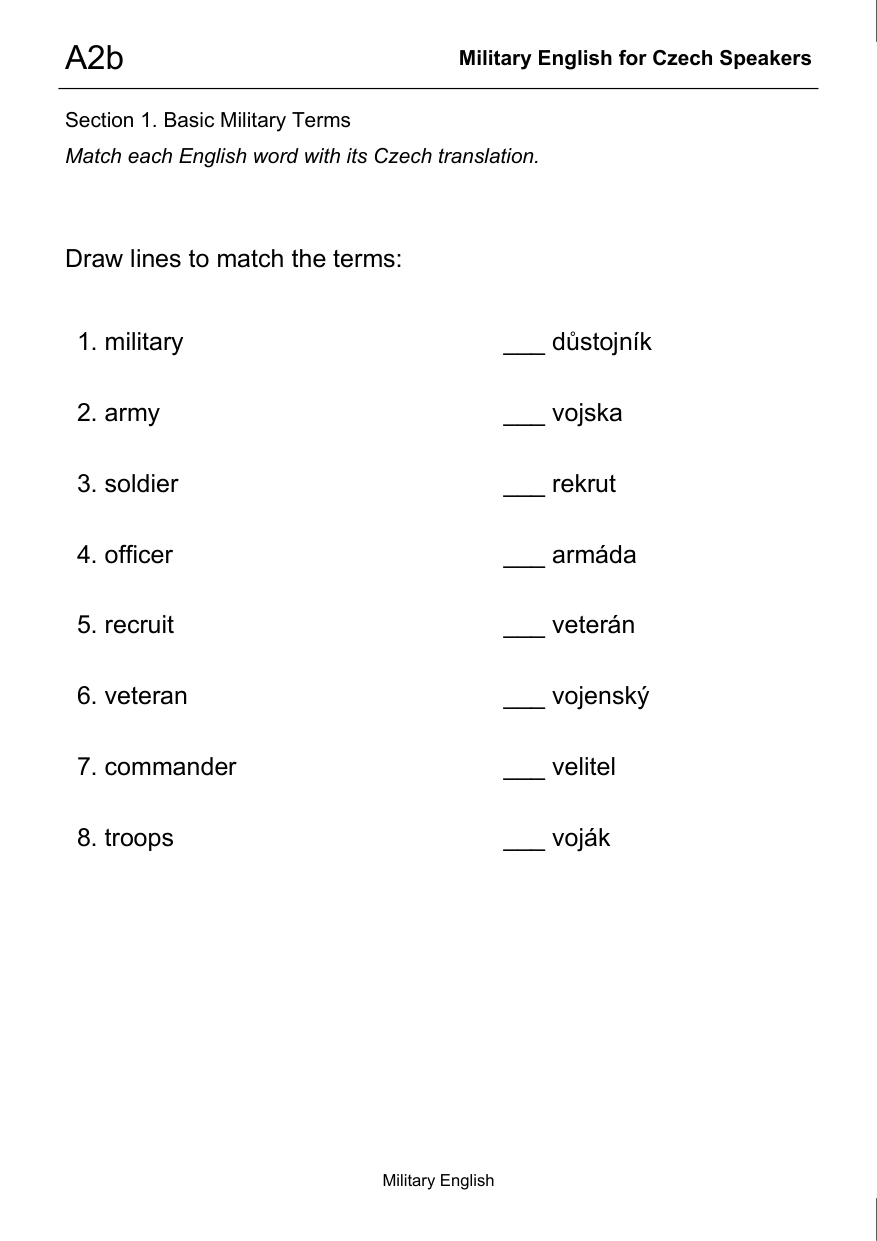 A2b
Military English for Czech Speakers
Section 1. Basic Military Terms
Match each English word with its Czech translation.
Draw lines to match the terms:
1. military ___ důstojník
2. army ___ vojska
3. soldier ___ rekrut
4. officer ___ armáda
5. recruit ___ veterán
6. veteran ___ vojenský
7. commander ___ velitel
8. troops ___ voják
Military English